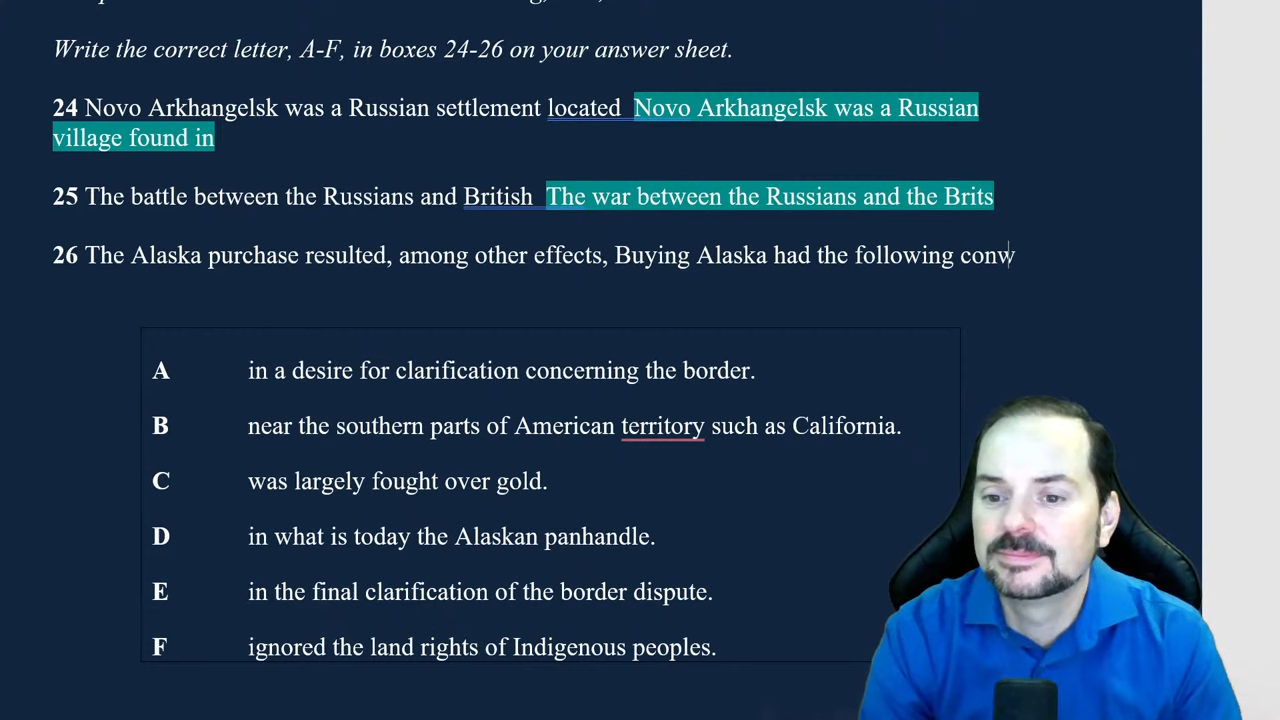 Write the correct letter, A-F, in boxes 24-26 on your answer sheet.
24 Novo Arkhangelsk was a Russian settlement located Novo Arkhangelsk was a Russian
village found in
25 The battle between the Russians and British The war between the Russians and the Brits
26 The Alaska purchase resulted, among other effects, Buying Alaska had the following conw
A in a desire for clarification concerning the border.
B near the southern parts of American territory such as California.
C was largely fought over gold.
D in what is today the Alaskan panhandle.
E in the final clarification of the border dispute.
F ignored the land rights of Indigenous peoples.